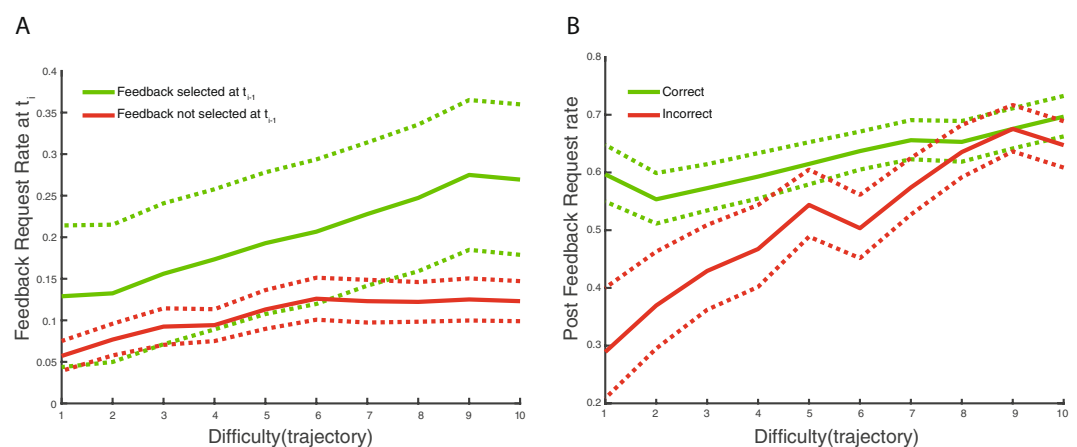 A
Feedback Request Rate at t i
0.4
0.35
0.3
0.25
0.2
0.15
0.1
0.05
0
Feedback selected at t i-1
Feedback not selected at t i-1
1 2 3 4 5 6 7 8 9 10
Difficulty(trajectory)
B
Post Feedback Request rate
0.8
0.7
0.6
0.5
0.4
0.3
0.2
Correct
Incorrect
1 2 3 4 5 6 7 8 9 10
Difficulty(trajectory)